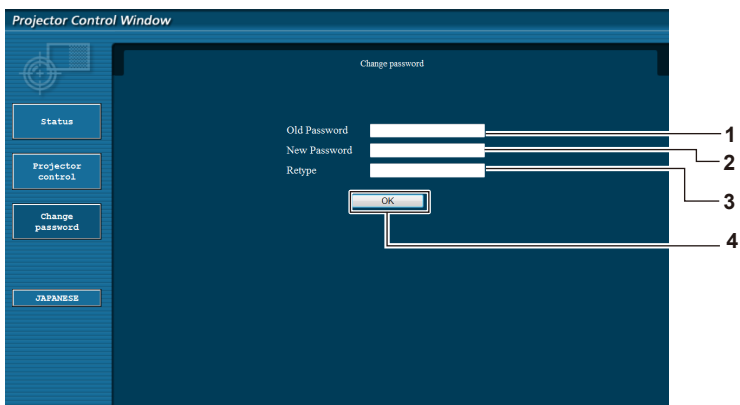 Projector Control Window
Change password
Status
Projector
control
Change
password
JAPANESE
Old Password
New Password
Retype
OK
1
2
3
4